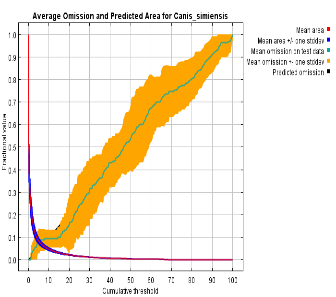 Average Omission and Predicted Area for Canis_simiensis
Mean area
Mean area +/- one stddev
Mean omission on test data
Mean omission +- one stddev
Predicted omission
Fractional value
1.0
0.9
0.8
0.7
0.6
0.5
0.4
0.3
0.2
0.1
0.0
0 10 20 30 40 50 60 70 80 90 100
Cumulative threshold